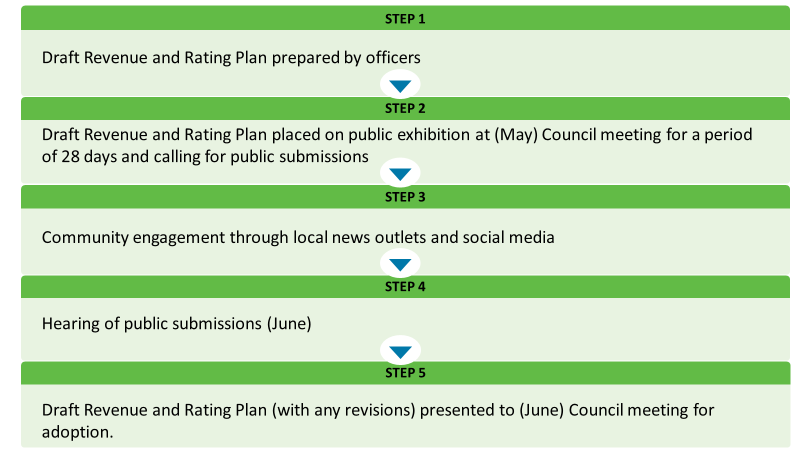 STEP 1
Draft Revenue and Rating Plan prepared by officers
STEP 2
Draft Revenue and Rating Plan placed on public exhibition at (May) Council meeting for a period
of 28 days and calling for public submissions
STEP 3
Community engagement through local news outlets and social media
STEP 4
Hearing of public submissions (June)
STEP 5
Draft Revenue and Rating Plan (with any revisions) presented to (June) Council meeting for
adoption.